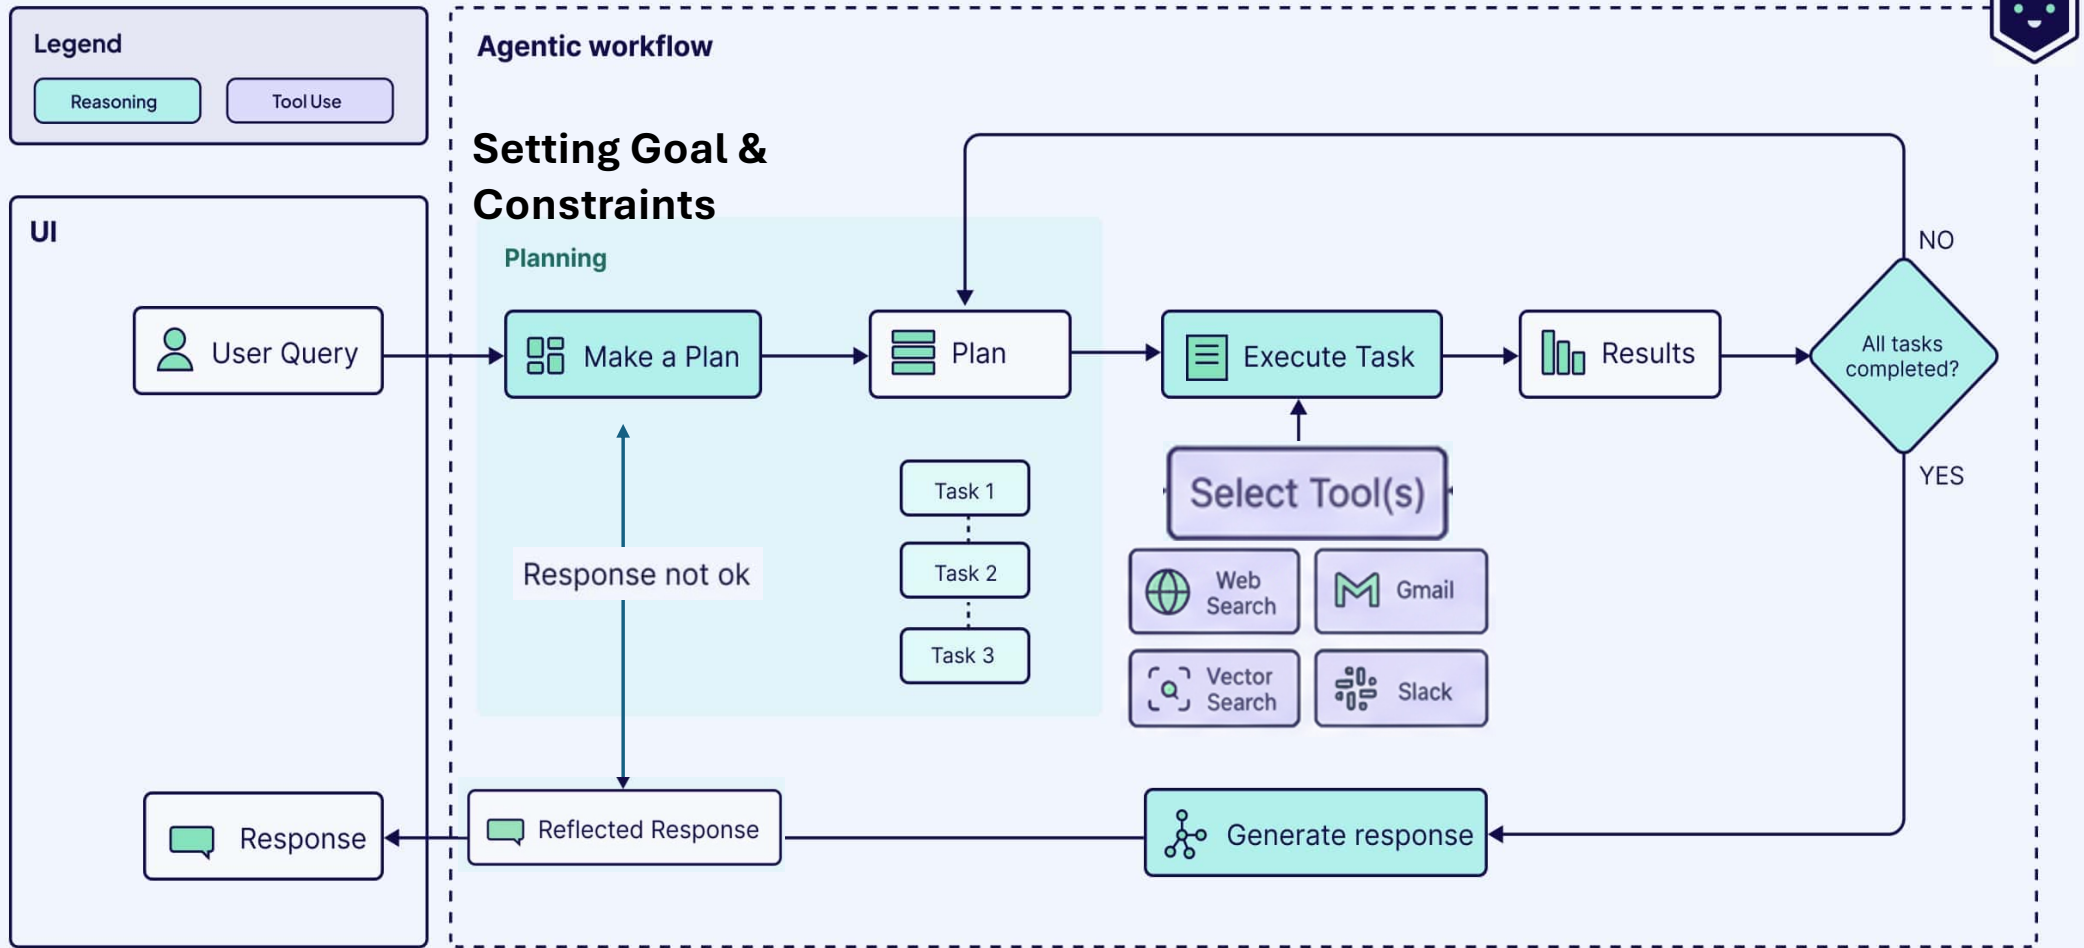 Legend
Reasoning
Tool Use
Agentic workflow
Setting Goal &
Constraints
UI
Planning
NO
User Query
Make a Plan
Plan
Execute Task
Results
All tasks
completed?
YES
Task 1
Select Tool(s)
Response not ok
Task 2
Web
Search
Gmail
Task 3
Vector
Search
Slack
Response
Reflected Response
Generate response